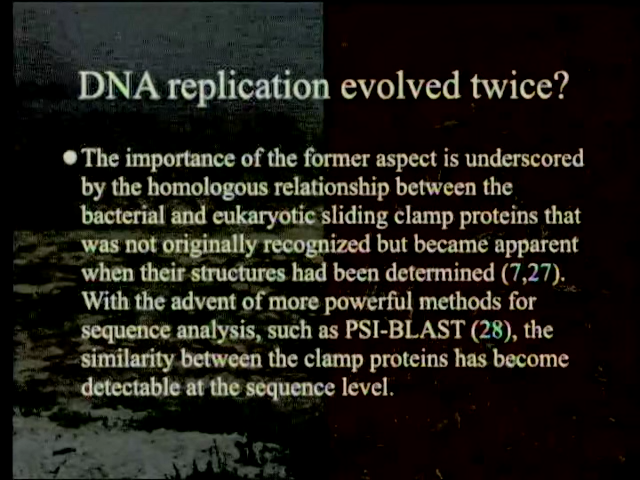 DNA replication evolved twice?
The importance of the former aspect is underscored
by the homologous relationship between the
bacterial and eukaryotic sliding clamp proteins that
was not originally recognized but became apparent
when their structures had been determined (7,27).
With the advent of more powerful methods for
sequence analysis, such as PSI-BLAST (28), the
similarity between the clamp proteins has become
detectable at the sequence level.